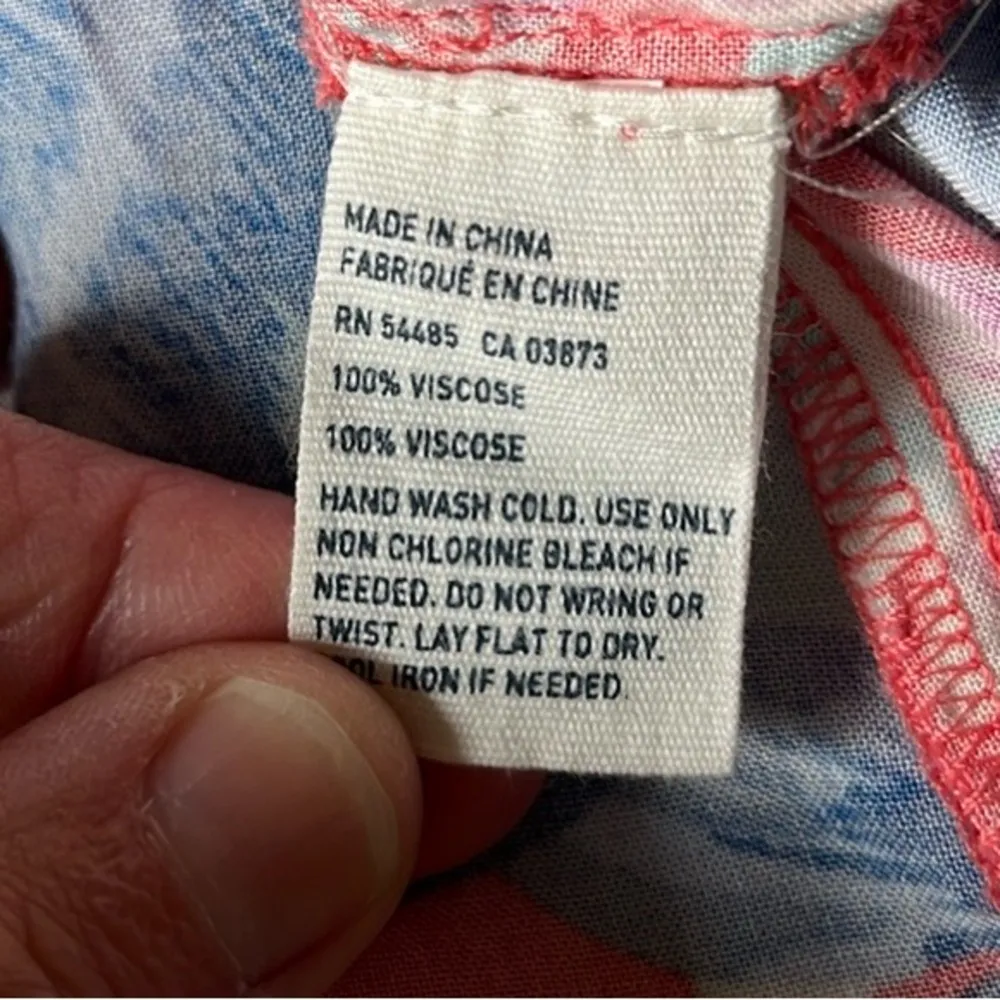 MADE IN CHINA
FABRIQUÉ EN CHINE
RN 54485 CA 03873
100% VISCOSE
100% VISCOSE
HAND WASH COLD. USE ONLY
NON CHLORINE BLEACH IF
NEEDED. DO NOT WRING OR
TWIST. LAY FLAT TO DRY.
IRON IF NEEDED